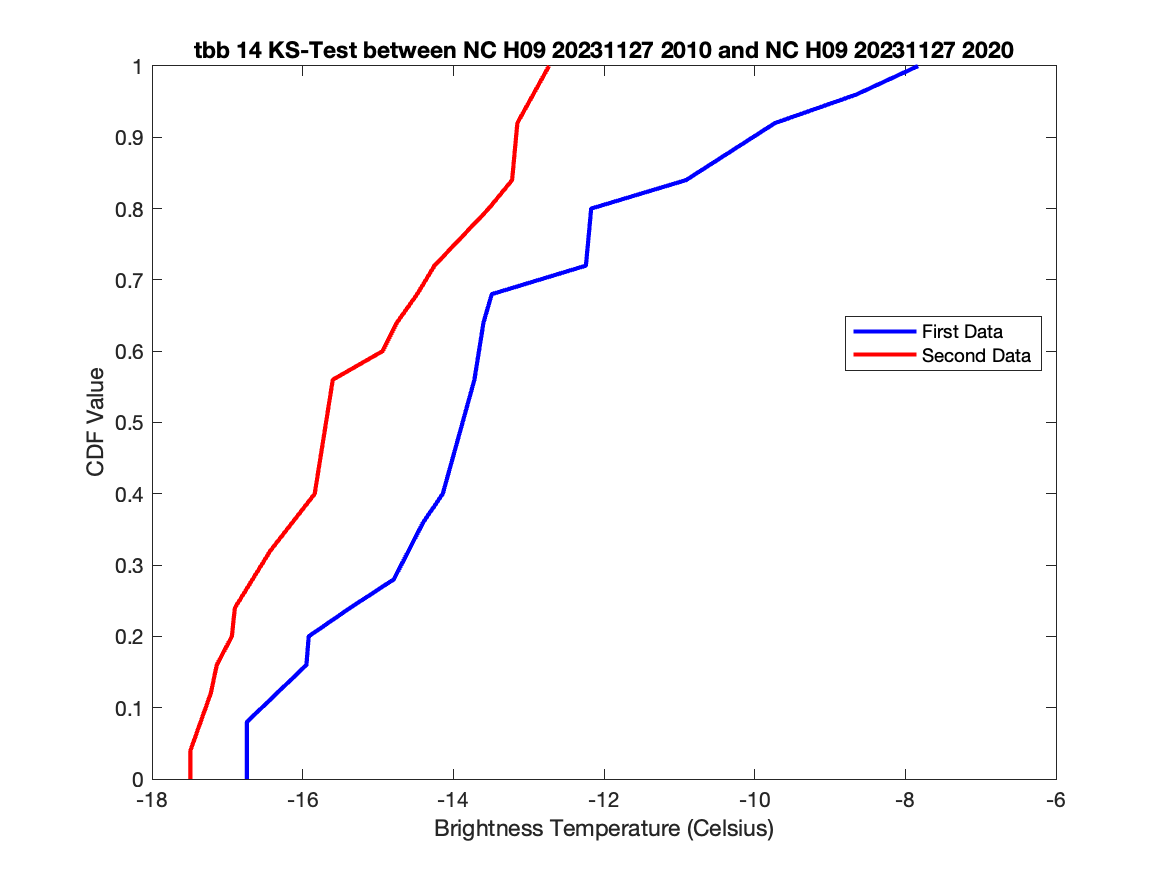 tbb 14 KS-Test between NC H09 20231127 2010 and NC H09 20231127 2020
1
0.9
0.8
0.7
0.6
0.5
0.4
0.3
0.2
0.1
0
CDF Value
First Data
Second Data
-18 -16 -14 -12 -10 -8 -6
Brightness Temperature (Celsius)